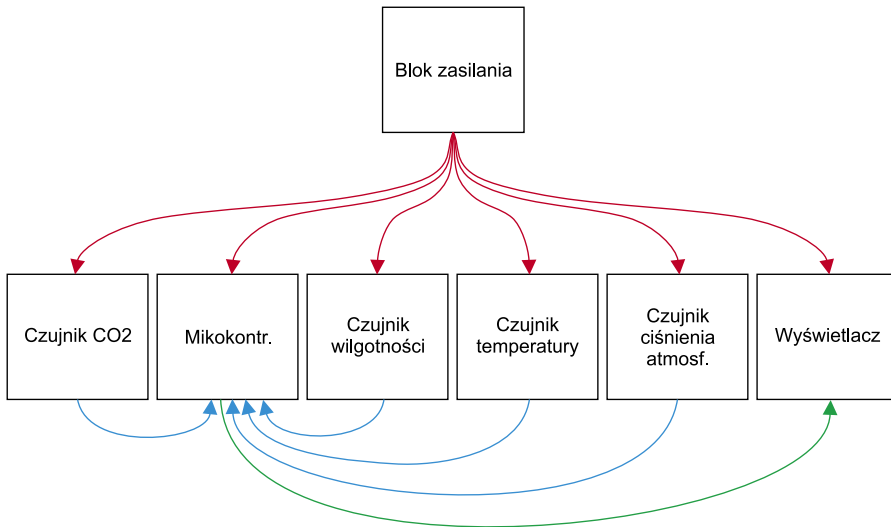 Blok zasilania
Czujnik CO2
Mikokontr.
Czujnik
wilgotności
Czujnik
temperatury
Czujnik
ciśnienia
atmosf.
Wyświetlacz